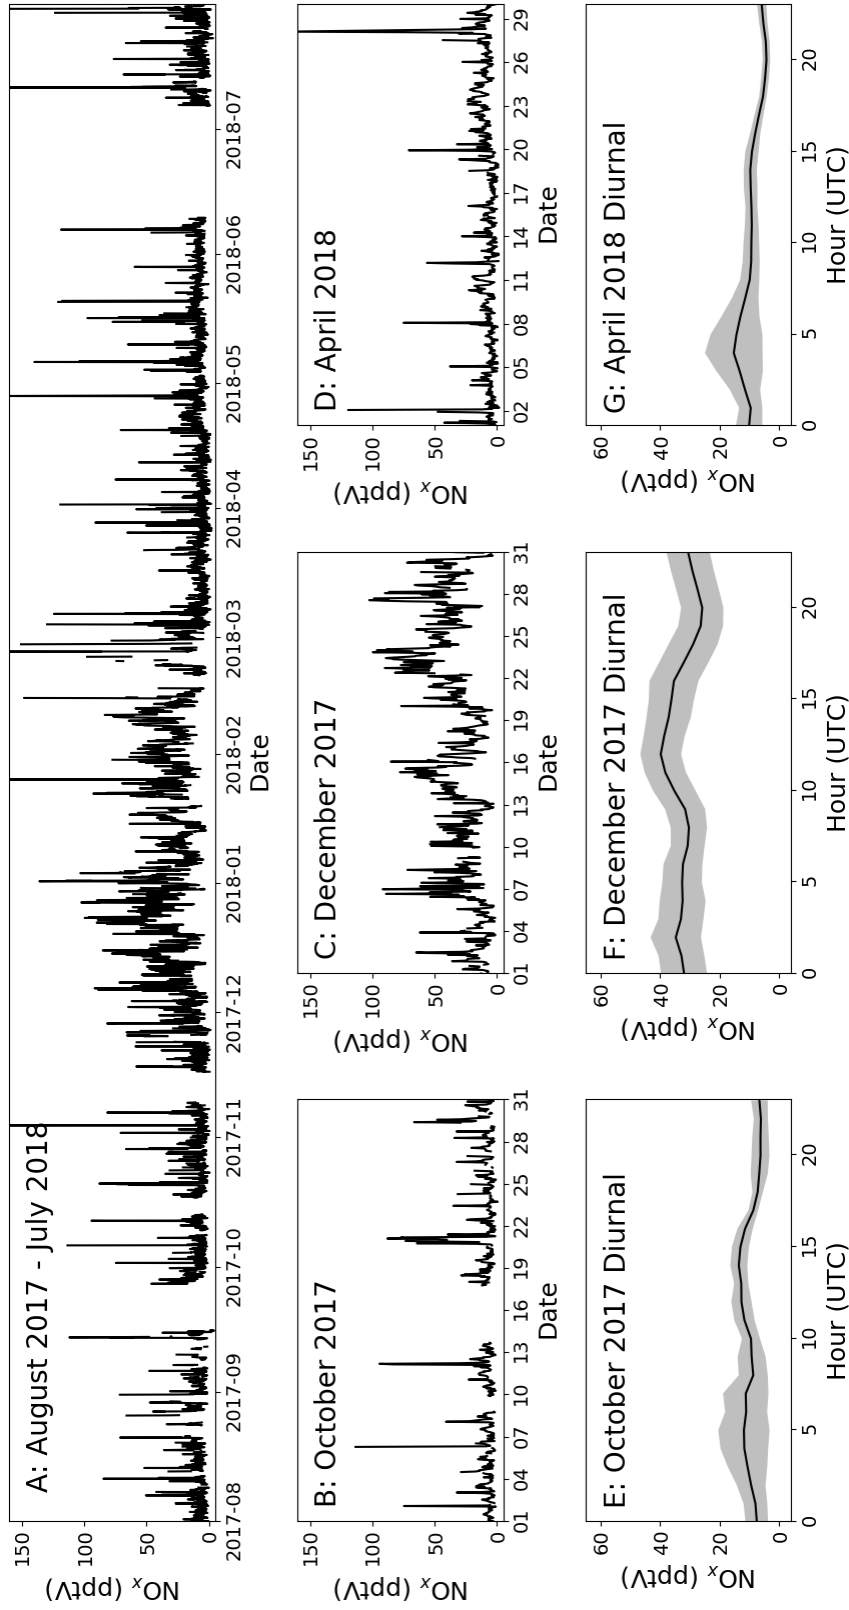 A: August 2017 - July 2018
NOx (pptV)
150
100
50
0
2017-08 2017-09 2017-10 2017-11 2017-12 2018-01 2018-02 2018-03 2018-04 2018-05 2018-06 2018-07
Date
B: October 2017
NOx (pptV)
150
100
50
0
01 04 07 10 13 16 19 22 25 28 31
Date
C: December 2017
NOx (pptV)
150
100
50
0
01 04 07 10 13 16 19 22 25 28 31
Date
D: April 2018
NOx (pptV)
150
100
50
0
02 05 08 11 14 17 20 23 26 29
Date
E: October 2017 Diurnal
NOx (pptV)
60
40
20
0
0 5 10 15 20
Hour (UTC)
F: December 2017 Diurnal
NOx (pptV)
60
40
20
0
0 5 10 15 20
Hour (UTC)
G: April 2018 Diurnal
NOx (pptV)
60
40
20
0
0 5 10 15 20
Hour (UTC)